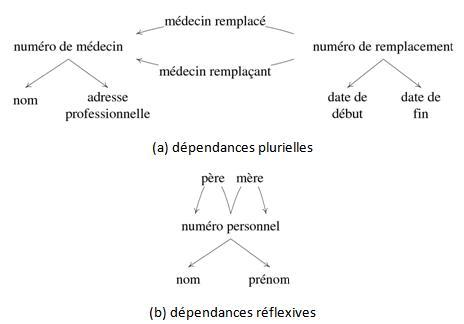 médecin remplacé
numéro de médecin
numéro de remplacement
médecin remplaçant
nom
adresse
professionnelle
date de
début
date de
fin
(a) dépendances plurielles
père
mère
numéro personnel
nom
prénom
(b) dépendances réflexives